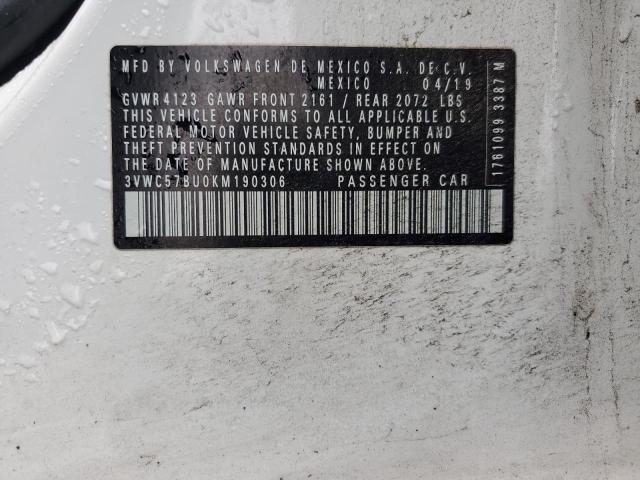 MFD BY VOLKSWAGEN DE MEXICO S.A. DE C.V.
MEXICO 04/19
GVWR 4123 GAWR FRONT 2161 / REAR 2072 LBS
THIS VEHICLE CONFORMS TO ALL APPLICABLE U.S.
FEDERAL MOTOR VEHICLE SAFETY, BUMPER AND
THEFT PREVENTION STANDARDS IN EFFECT ON
THE DATE OF MANUFACTURE SHOWN ABOVE.
3VWC57BU0KM190306 PASSENGER CAR
1761099 3387 M